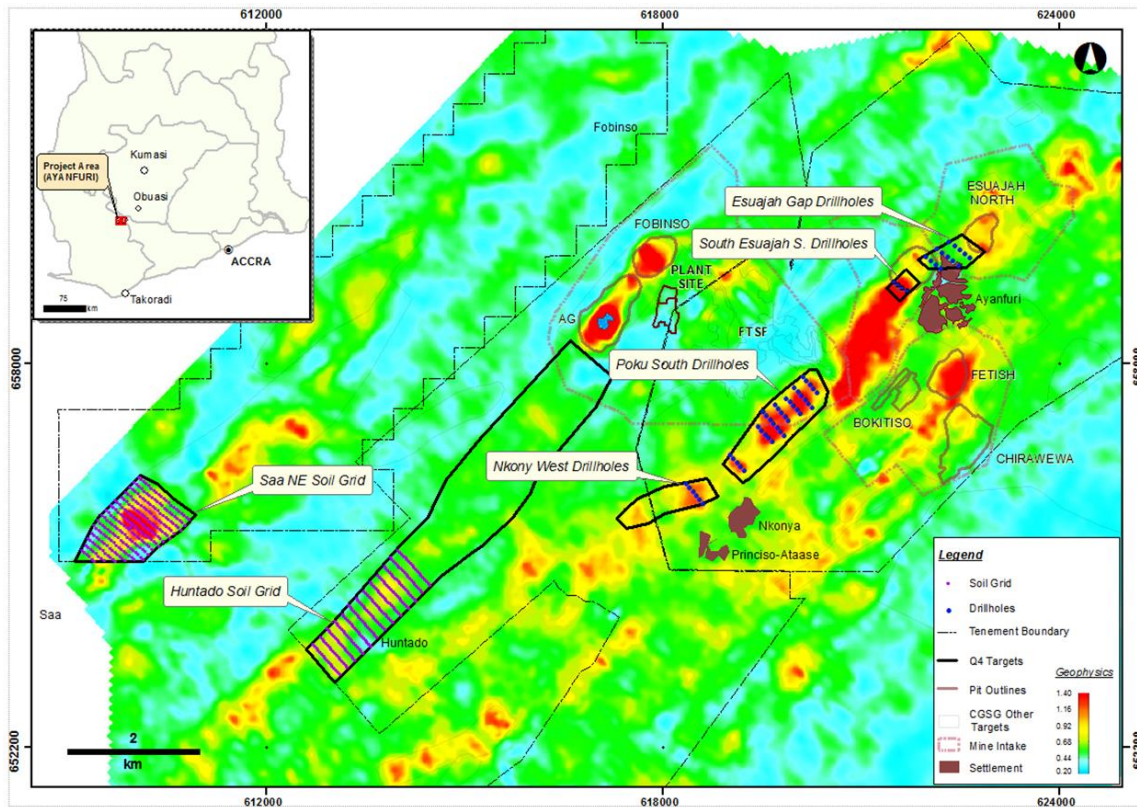 612000
618000
624000
Kumasi
Project Area
(AYANFURI)
Obuasi
ACCRA
75
km
Takoradi
Fobinso
ESUAJAH
NORTH
Esuajah Gap Drillholes
South Esuajah S. Drillholes
FOBINSO
PLANT
SITE
Ayanfuri
AG
FTSF
658000
Poku South Drillholes
FETISH
BOKITISO
CHIRAWEWA
Nkony West Drillholes
Saa NE Soil Grid
Nkonya
Princiso-Ataase
Huntado Soil Grid
Saa
Huntado
Legend
Soil Grid
Drillholes
Tenement Boundary
Q4 Targets
Geophysics
Pit Outlines
CGSG Other
Targets
Mine Intake
Settlement
1.40
1.16
0.92
0.68
0.44
0.20
2
km
652200
612000
618000
624000